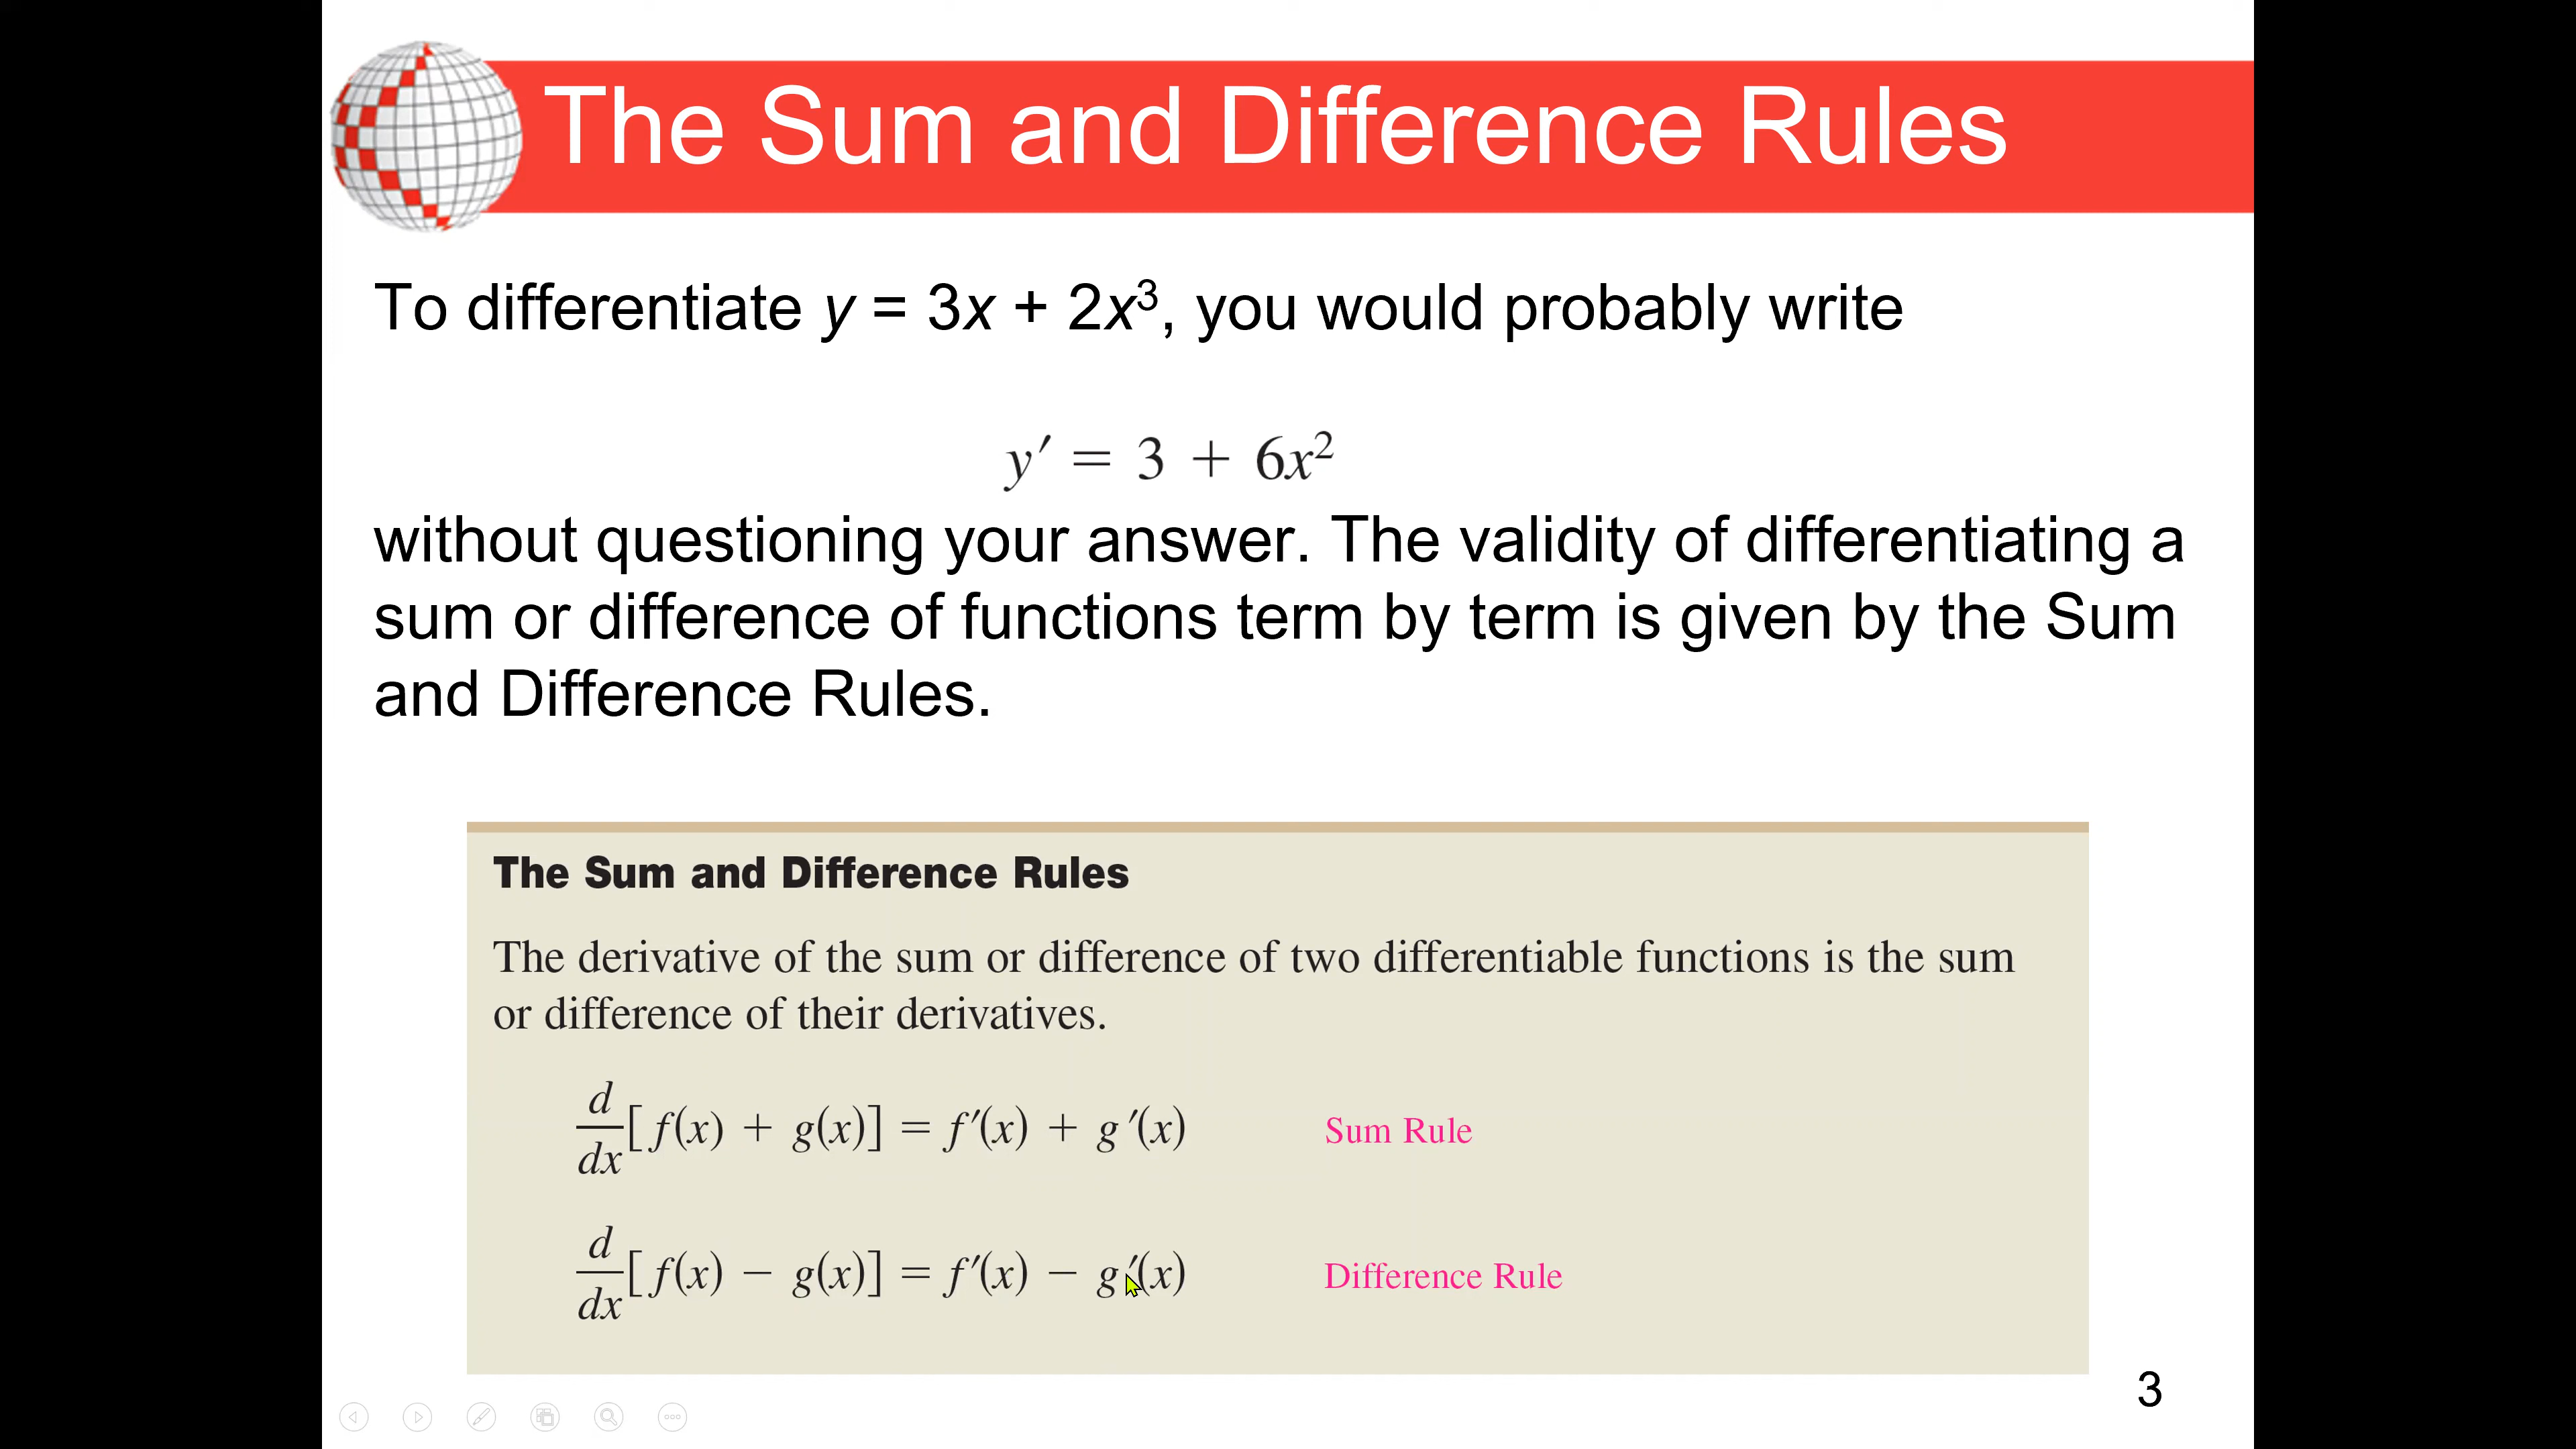 The Sum and Difference Rules
To differentiate y = 3x + 2x³, you would probably write
y′ = 3 + 6x²
without questioning your answer. The validity of differentiating a
sum or difference of functions term by term is given by the Sum
and Difference Rules.
The Sum and Difference Rules
The derivative of the sum or difference of two differentiable functions is the sum
or difference of their derivatives.
d/dx [f(x) + g(x)] = f′(x) + g′(x) Sum Rule
d/dx [f(x) − g(x)] = f′(x) − g′(x) Difference Rule
3